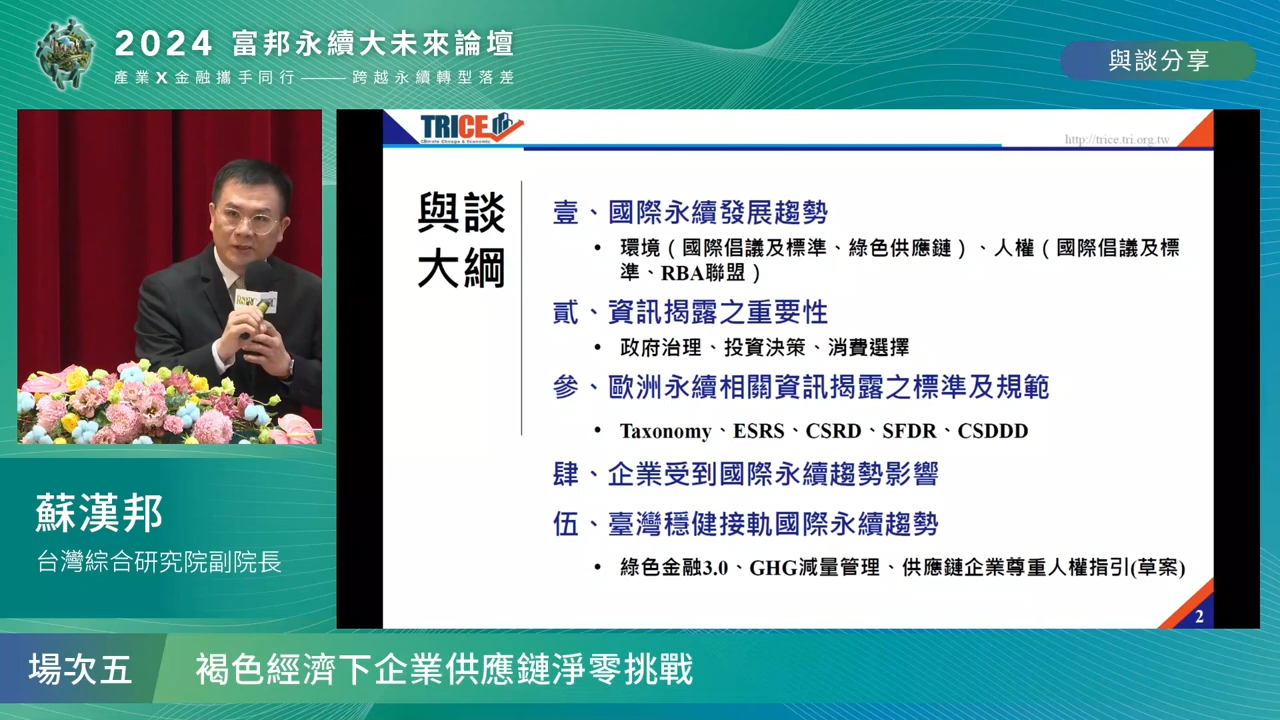 2024 富邦永續大未來論壇
產業X金融攜手同行——跨越永續轉型落差
與談分享
TRICE
Climate Change & Economic
http://trice.tri.org.tw
與談
大綱
壹、國際永續發展趨勢
• 環境（國際倡議及標準、綠色供應鏈）、人權（國際倡議及標
準、RBA聯盟）
貳、資訊揭露之重要性
• 政府治理、投資決策、消費選擇
參、歐洲永續相關資訊揭露之標準及規範
• Taxonomy、ESRS、CSRD、SFDR、CSDDD
肆、企業受到國際永續趨勢影響
伍、臺灣穩健接軌國際永續趨勢
• 綠色金融3.0、GHG減量管理、供應鏈企業尊重人權指引(草案)
2
蘇漢邦
台灣綜合研究院副院長
場次五
褐色經濟下企業供應鏈淨零挑戰